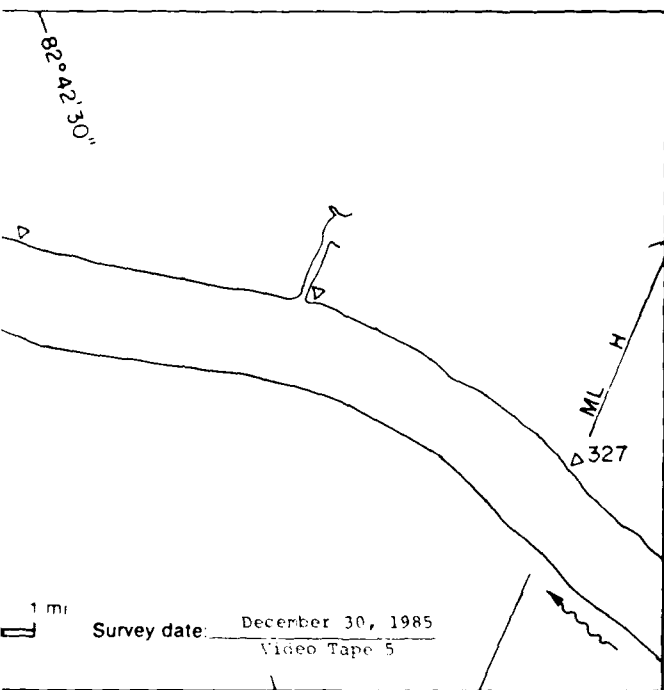 82°42'30"
H
ML
327
1 mi
Survey date: December 30, 1985
Video Tape 5